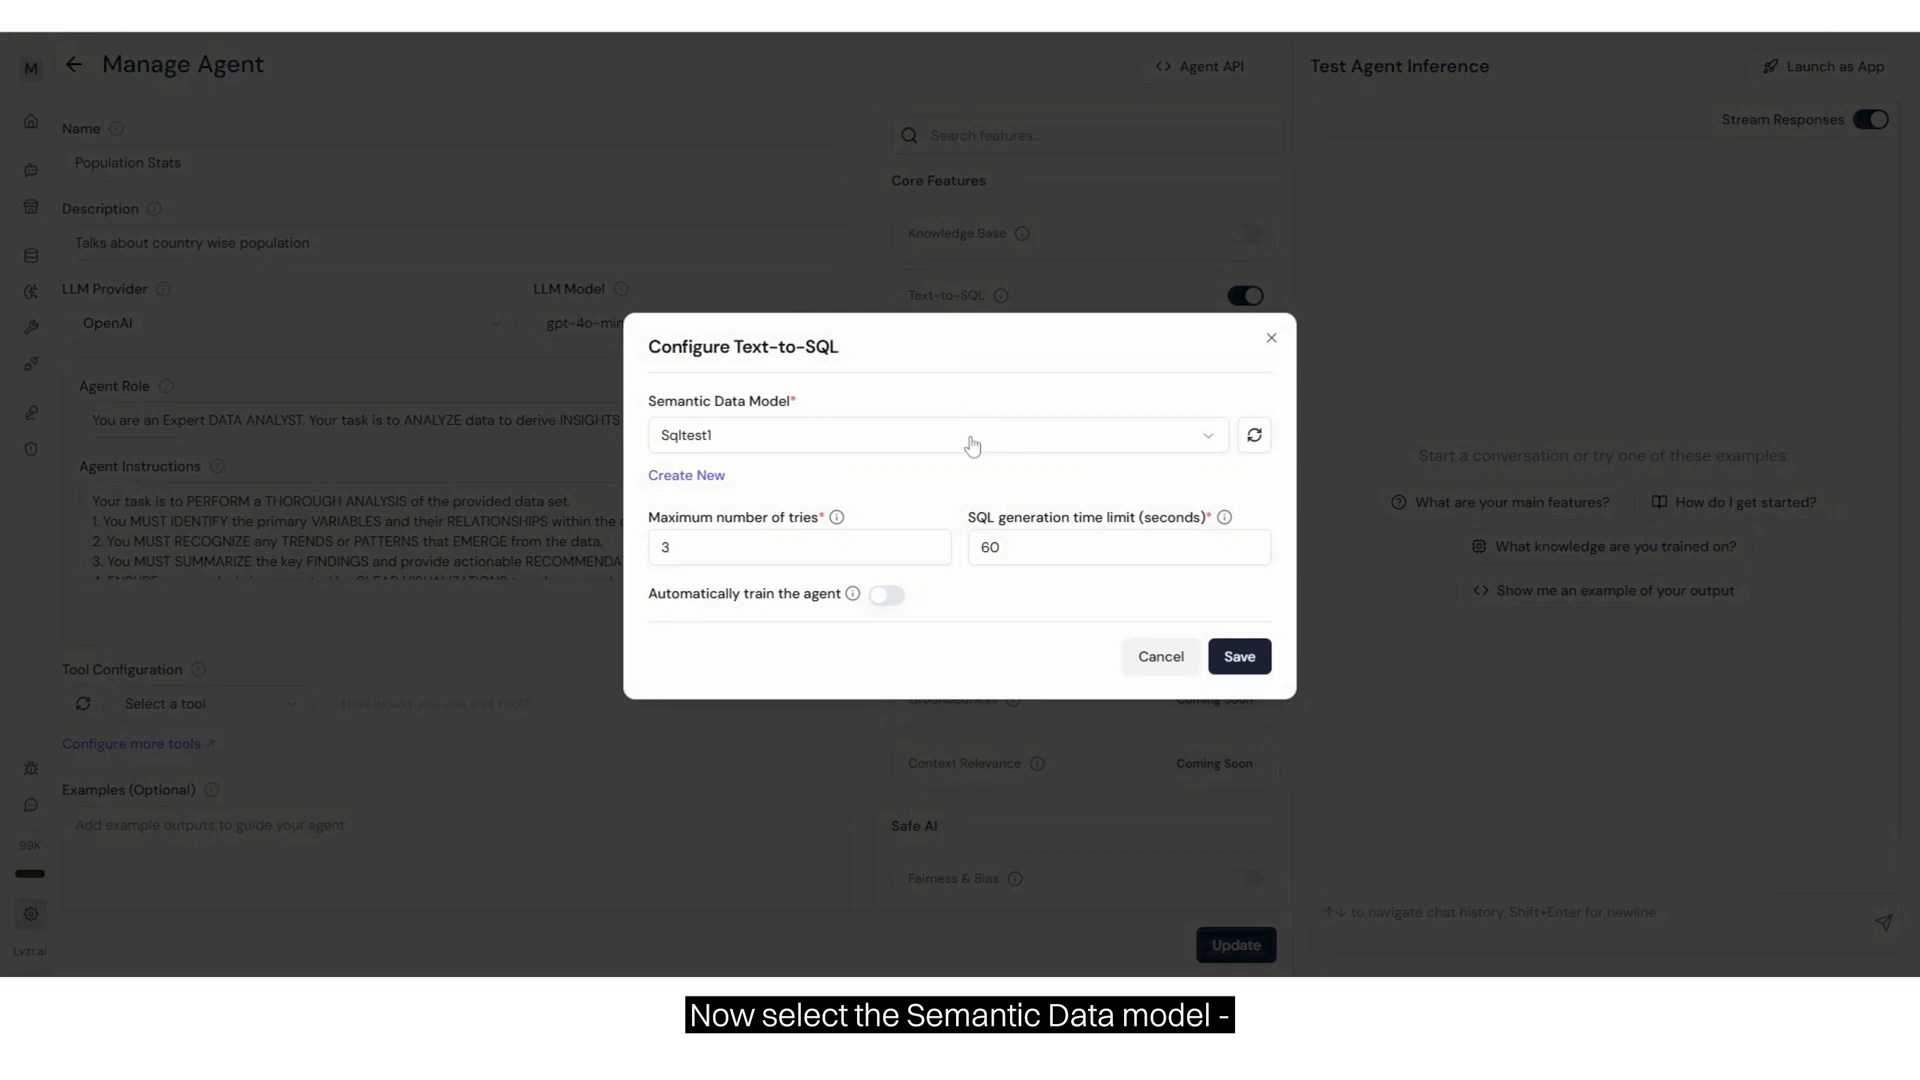 M
Manage Agent
Agent API
Test Agent Inference
Launch as App
Stream Responses
Name
Population Stats
Search features...
Core Features
Description
Talks about country wise population
Knowledge Base
LLM Provider
LLM Model
Text-to-SQL
OpenAI
gpt-4o-min
Agent Role
You are an Expert DATA ANALYST. Your task is to ANALYZE data to derive INSIGHTS
Agent Instructions
Your task is to PERFORM a THOROUGH ANALYSIS of the provided data set.
1. You MUST IDENTIFY the primary VARIABLES and their RELATIONSHIPS within the
2. You MUST RECOGNIZE any TRENDS or PATTERNS that EMERGE from the data.
3. You MUST SUMMARIZE the key FINDINGS and provide actionable RECOMMENDA
Configure Text-to-SQL
Semantic Data Model*
Sqltest1
Create New
Maximum number of tries*
SQL generation time limit (seconds)*
3
60
Automatically train the agent
Cancel
Save
Start a conversation or try one of these examples:
What are your main features?
How do I get started?
What knowledge are you trained on?
Show me an example of your output
Tool Configuration
Select a tool
How would you use this tool?
Configure more tools
Groundedness
Coming Soon
Context Relevance
Coming Soon
Examples (Optional)
Add example outputs to guide your agent
Safe AI
99K
Fairness & Bias
↑↓ to navigate chat history, Shift+Enter for newline
Lyzr.ai
Update
Now select the Semantic Data model -